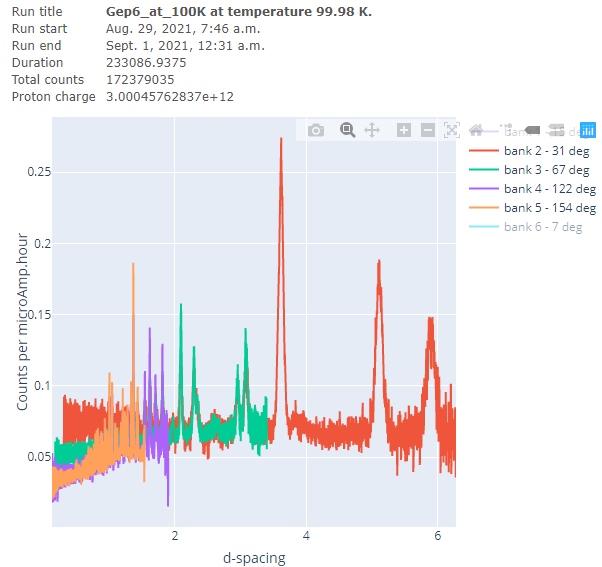 Run title Gep6_at_100K at temperature 99.98 K.
Run start Aug. 29, 2021, 7:46 a.m.
Run end Sept. 1, 2021, 12:31 a.m.
Duration 233086.9375
Total counts 172379035
Proton charge 3.00045762837e+12
bank 2 - 31 deg
bank 3 - 67 deg
bank 4 - 122 deg
bank 5 - 154 deg
bank 6 - 7 deg
0.25
0.2
0.15
0.1
0.05
Counts per microAmp.hour
2 4 6
d-spacing